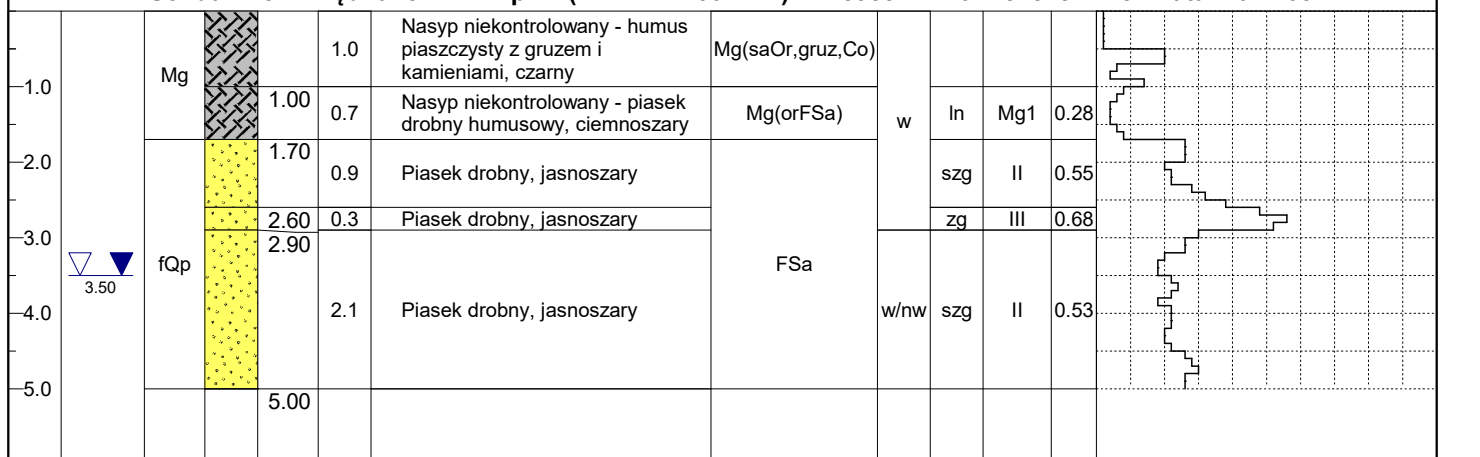 1.0
Nasyp niekontrolowany - humus
piaszczysty z gruzem i
kamieniami, czarny
Mg(saOr,gruz,Co)
Mg
1.0
1.00
0.7
Nasyp niekontrolowany - piasek
drobny humusowy, ciemnoszary
Mg(orFSa)
w
ln
Mg1
0.28
1.70
2.0
0.9
Piasek drobny, jasnoszary
szg
II
0.55
2.60
0.3
Piasek drobny, jasnoszary
zg
III
0.68
3.0
2.90
fQp
FSa
3.50
4.0
2.1
Piasek drobny, jasnoszary
w/nw
szg
II
0.53
5.0
5.00